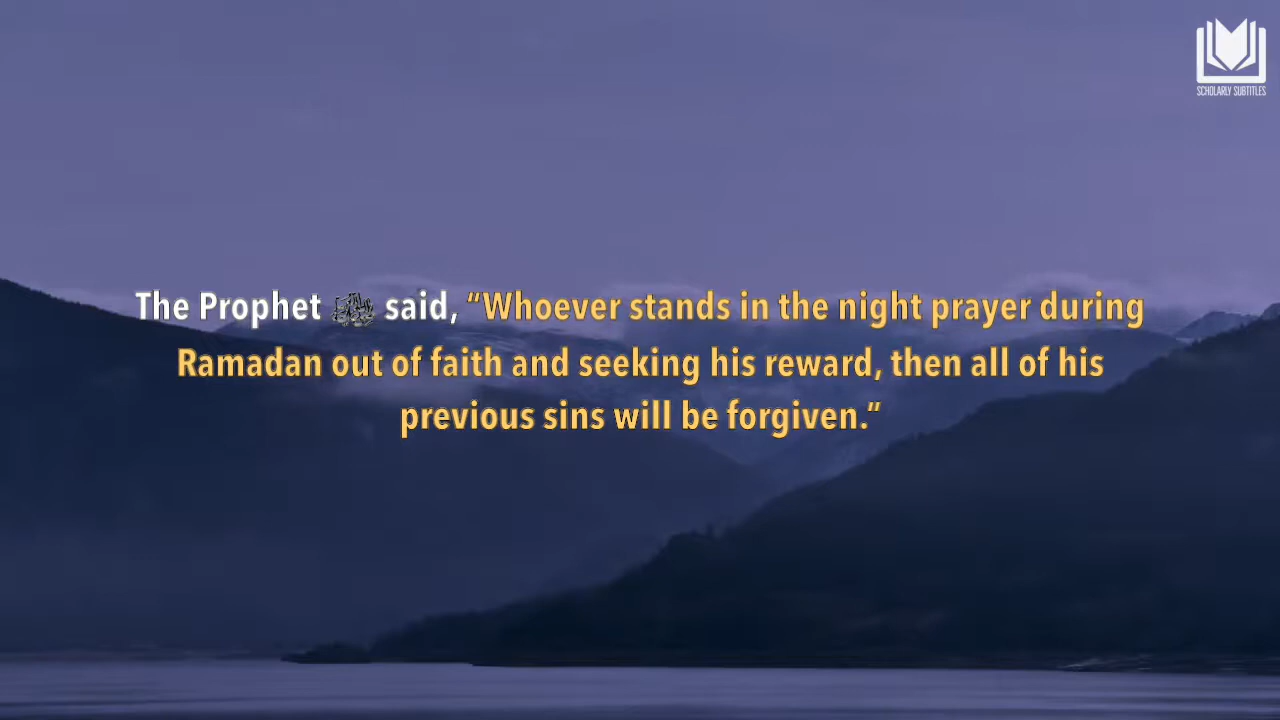 SCHOLARLY SUBTITLES
The Prophet ﷺ said, “Whoever stands in the night prayer during
Ramadan out of faith and seeking his reward, then all of his
previous sins will be forgiven.”